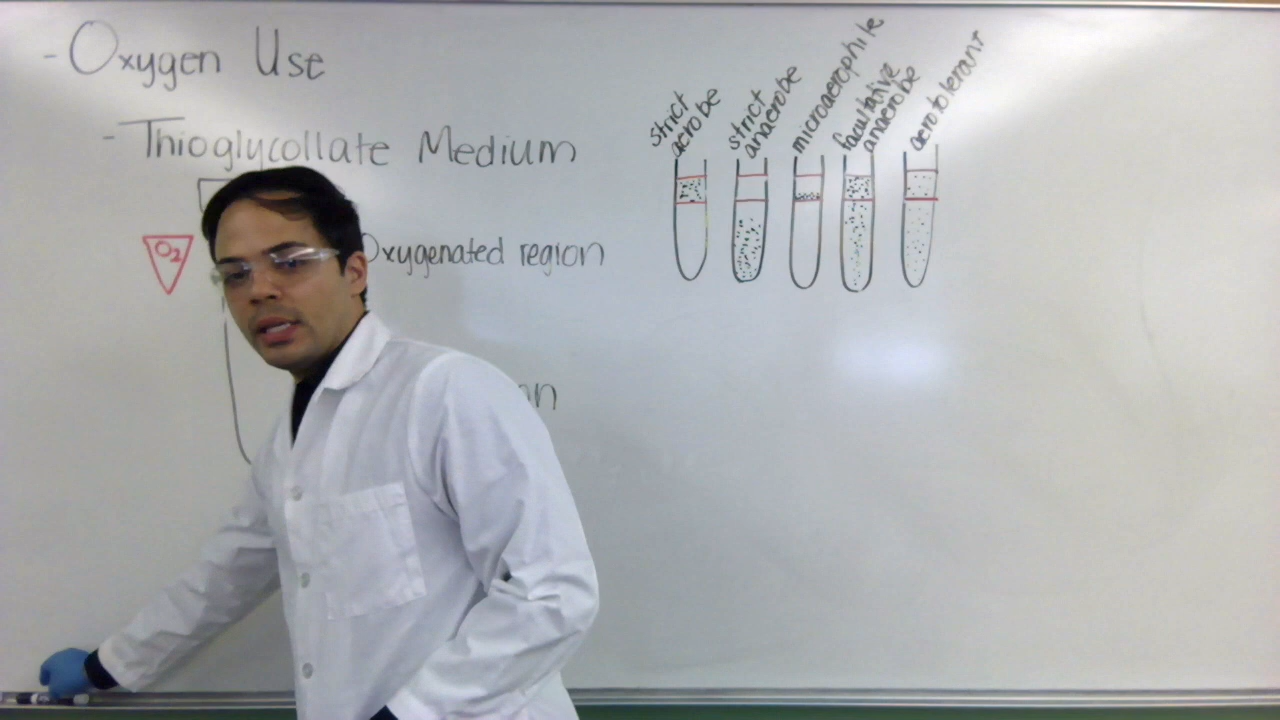 - Oxygen Use
- Thioglycollate Medium
O2
Oxygenated region
strict
aerobe
strict
anaerobe
microaerophile
facultative
anaerobe
aerotolerant